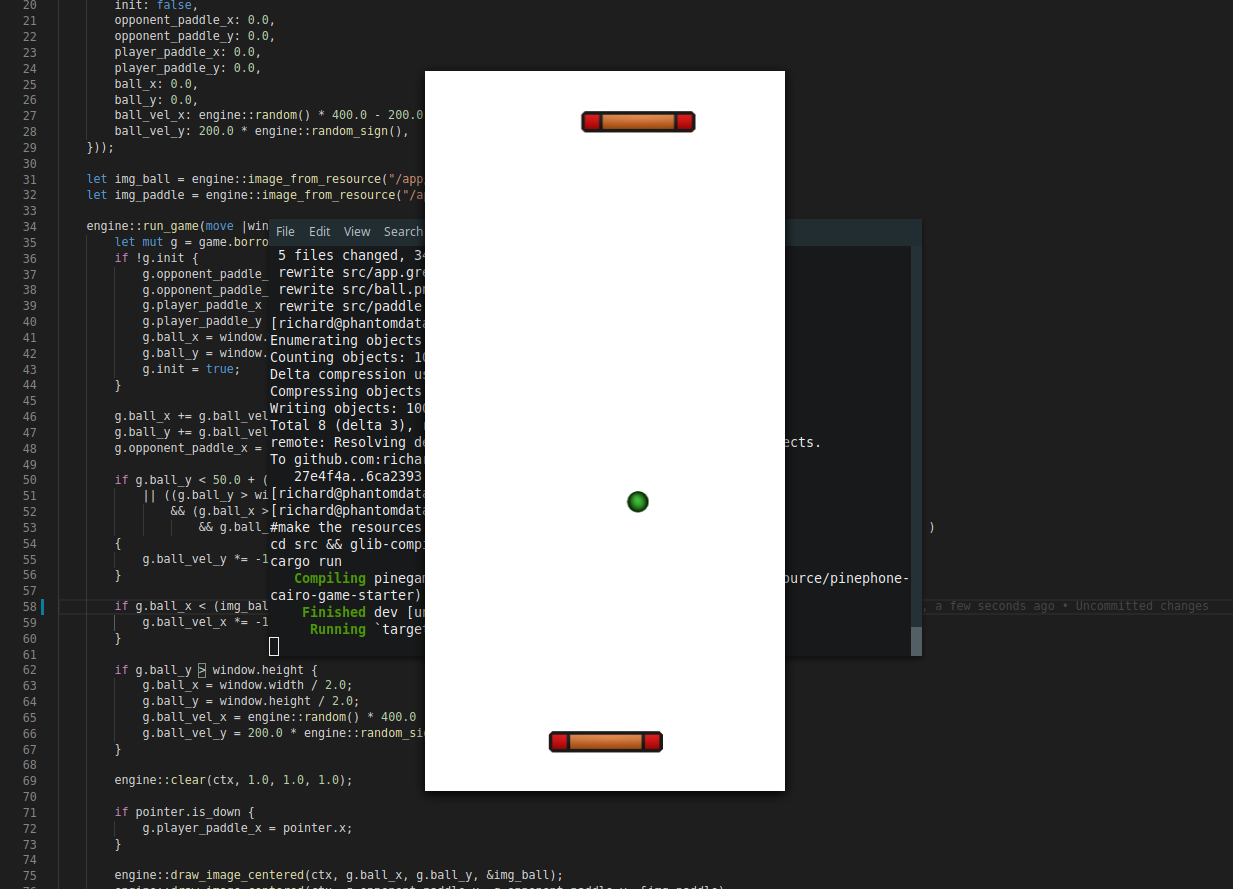 20 init: false,
21 opponent_paddle_x: 0.0,
22 opponent_paddle_y: 0.0,
23 player_paddle_x: 0.0,
24 player_paddle_y: 0.0,
25 ball_x: 0.0,
26 ball_y: 0.0,
27 ball_vel_x: engine::random() * 400.0 - 200.0
28 ball_vel_y: 200.0 * engine::random_sign(),
29 }));
30
31 let img_ball = engine::image_from_resource("/app
32 let img_paddle = engine::image_from_resource("/a
33
34 engine::run_game(move |win
35 let mut g = game.borro
36 if !g.init {
37 g.opponent_paddle_
38 g.opponent_paddle_
39 g.player_paddle_x
40 g.player_paddle_y
41 g.ball_x = window.
42 g.ball_y = window.
43 g.init = true;
44 }
45
46 g.ball_x += g.ball_vel
47 g.ball_y += g.ball_vel
48 g.opponent_paddle_x =
49
50 if g.ball_y < 50.0 + (
51 || ((g.ball_y > wi
52 && (g.ball_x >
53 && g.ball_ )
54 {
55 g.ball_vel_y *= -1
56 }
57
58 if g.ball_x < (img_bal , a few seconds ago • Uncommitted changes
59 g.ball_vel_x *= -1
60 }
61
62 if g.ball_y > window.height {
63 g.ball_x = window.width / 2.0;
64 g.ball_y = window.height / 2.0;
65 g.ball_vel_x = engine::random() * 400.0
66 g.ball_vel_y = 200.0 * engine::random_si
67 }
68
69 engine::clear(ctx, 1.0, 1.0, 1.0);
70
71 if pointer.is_down {
72 g.player_paddle_x = pointer.x;
73 }
74
75 engine::draw_image_centered(ctx, g.ball_x, g.ball_y, &img_ball);
File Edit View Search
5 files changed, 34
rewrite src/app.gre
rewrite src/ball.pn
rewrite src/paddle
[richard@phantomdata
Enumerating objects
Counting objects: 10
Delta compression us
Compressing objects
Writing objects: 100
Total 8 (delta 3),
remote: Resolving de ects.
To github.com:richa
27e4f4a..6ca2393
[richard@phantomdata
[richard@phantomdata
#make the resources
cd src && glib-compi
cargo run
Compiling pinegam ource/pinephone-
cairo-game-starter)
Finished dev [un
Running `targe